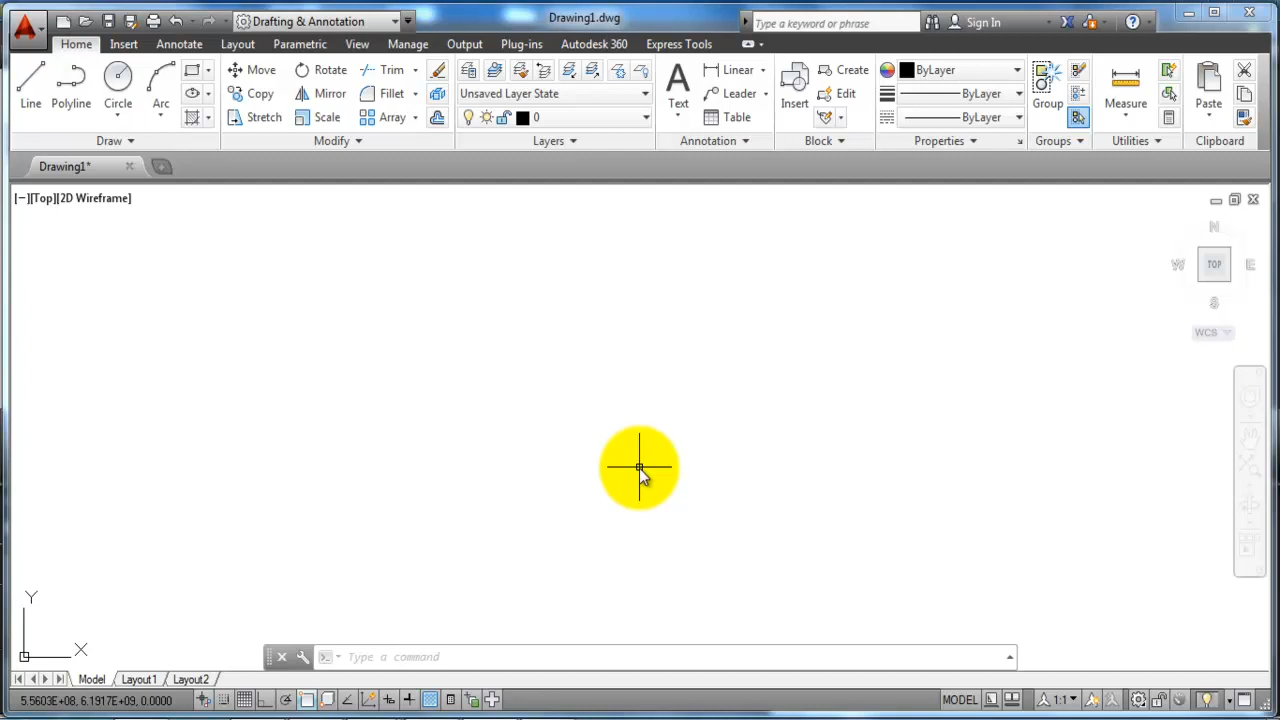 Drafting & Annotation
Drawing1.dwg
Type a keyword or phrase
Sign In
Home Insert Annotate Layout Parametric View Manage Output Plug-ins Autodesk 360 Express Tools
Line Polyline Circle Arc
Move Rotate Trim
Copy Mirror Fillet
Stretch Scale Array
Unsaved Layer State
0
Text
Linear
Leader
Table
Insert
Create
Edit
ByLayer
ByLayer
ByLayer
Group
Measure
Paste
Draw Modify Layers Annotation Block Properties Groups Utilities Clipboard
Drawing1*
[−][Top][2D Wireframe]
N
W TOP E
S
WCS
Y
X
Type a command
Model Layout1 Layout2
5.5603E+08, 6.1917E+09, 0.0000
MODEL
1:1